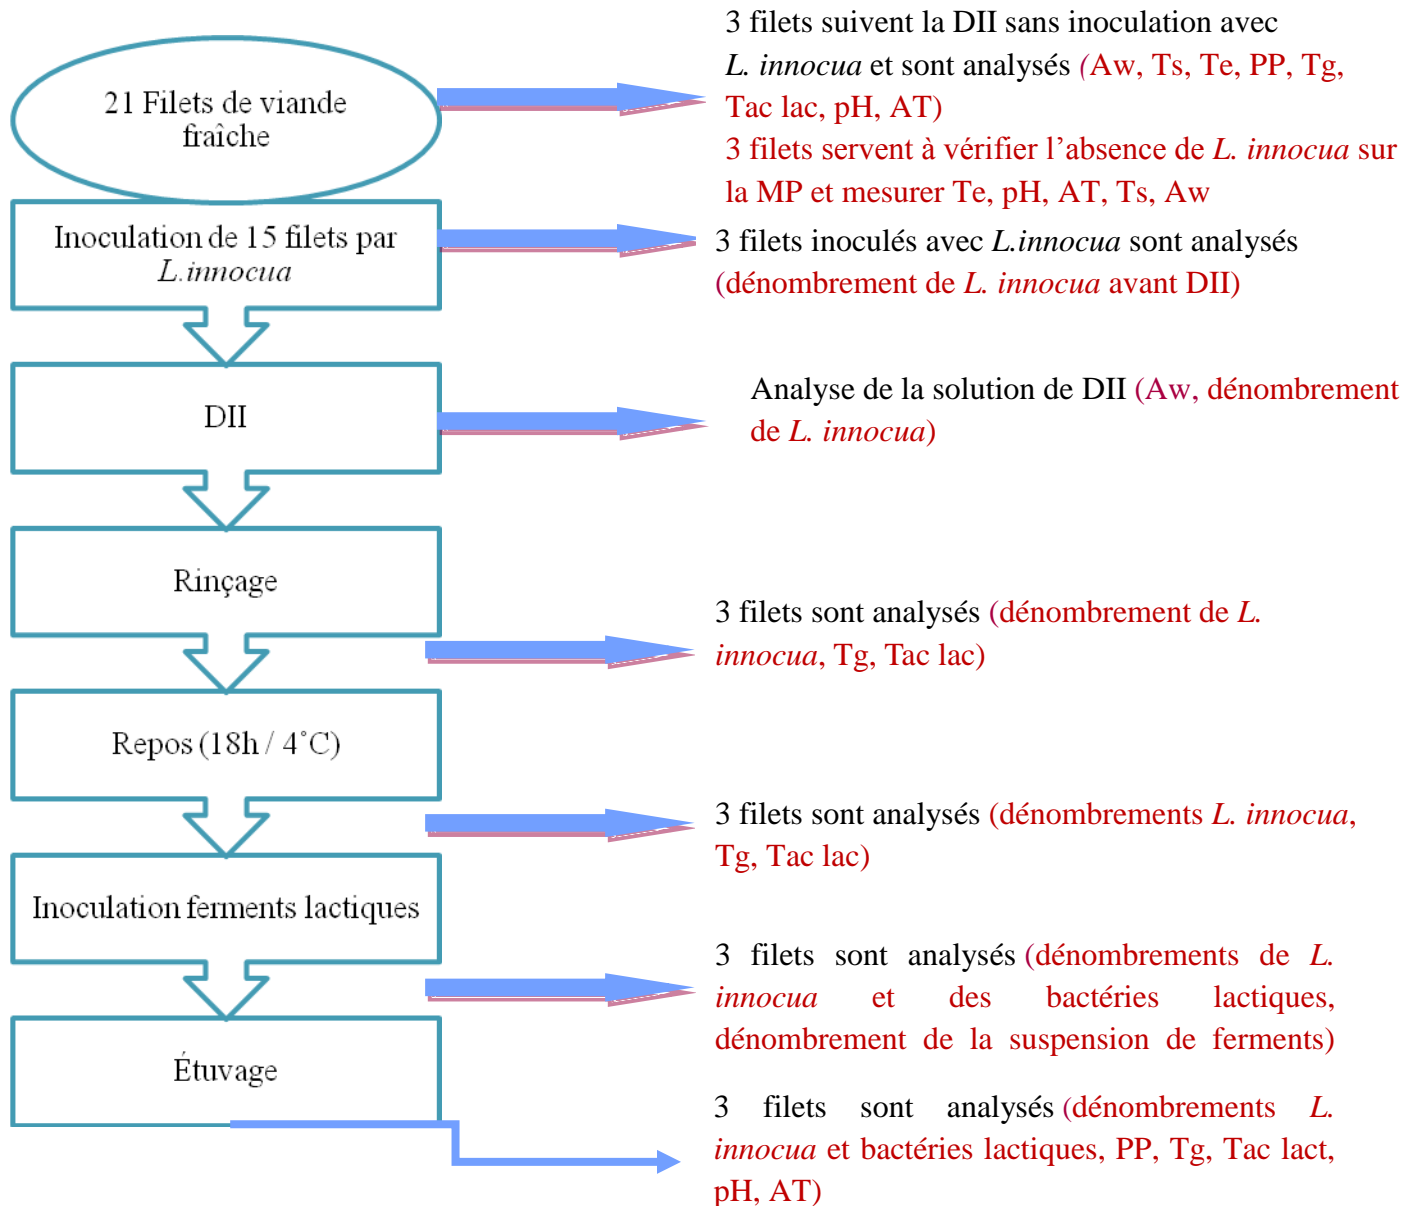 21 Filets de viande
fraîche
3 filets suivent la DII sans inoculation avec
L. innocua et sont analysés (Aw, Ts, Te, PP, Tg,
Tac lac, pH, AT)
3 filets servent à vérifier l’absence de L. innocua sur
la MP et mesurer Te, pH, AT, Ts, Aw
Inoculation de 15 filets par
L.innocua
3 filets inoculés avec L.innocua sont analysés
(dénombrement de L. innocua avant DII)
DII
Analyse de la solution de DII (Aw, dénombrement
de L. innocua)
Rinçage
3 filets sont analysés (dénombrement de L.
innocua, Tg, Tac lac)
Repos (18h / 4°C)
3 filets sont analysés (dénombrements L. innocua,
Tg, Tac lac)
Inoculation ferments lactiques
3 filets sont analysés (dénombrements de L.
innocua et des bactéries lactiques,
dénombrement de la suspension de ferments)
Étuvage
3 filets sont analysés (dénombrements L.
innocua et bactéries lactiques, PP, Tg, Tac lact,
pH, AT)